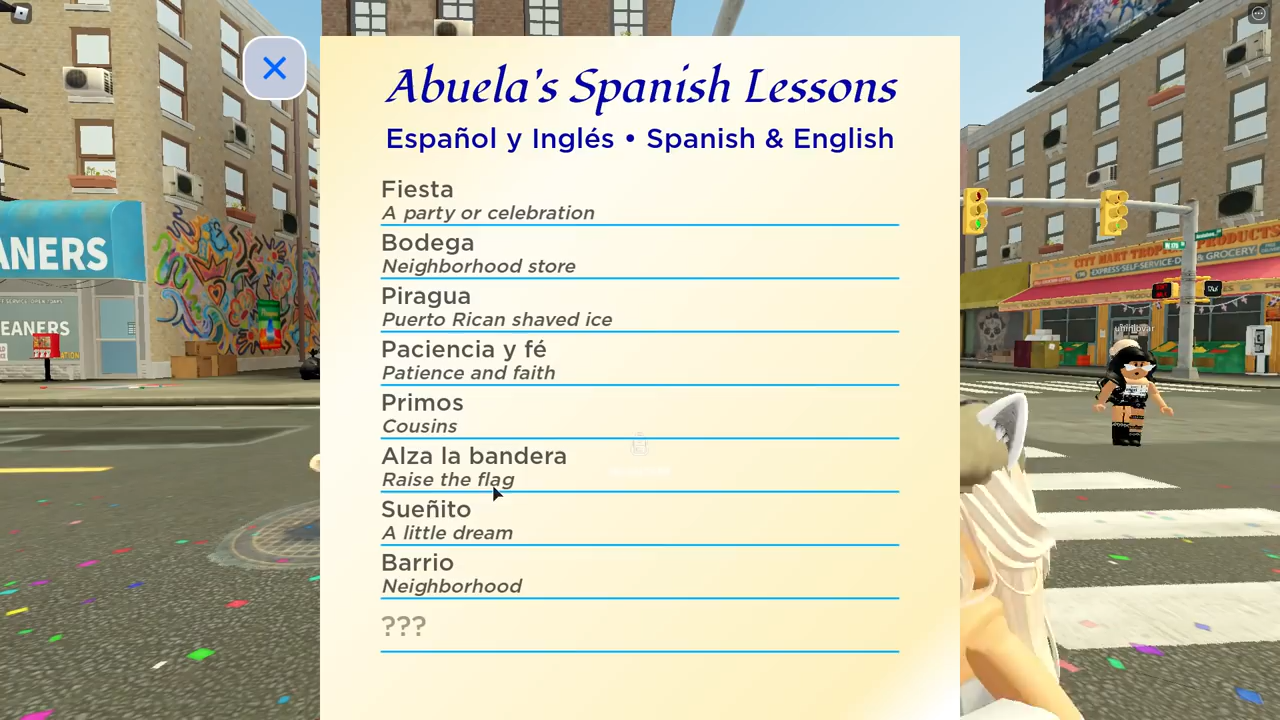 Abuela's Spanish Lessons
Español y Inglés • Spanish & English
Fiesta
A party or celebration
Bodega
Neighborhood store
Piragua
Puerto Rican shaved ice
Paciencia y fé
Patience and faith
Primos
Cousins
Alza la bandera
Raise the flag
Sueñito
A little dream
Barrio
Neighborhood
???
ANERS
EANERS
CITY MART TROPICAL PRODUCTS
EXPRESS-SELF-SERVICE-DELI & GROCERY